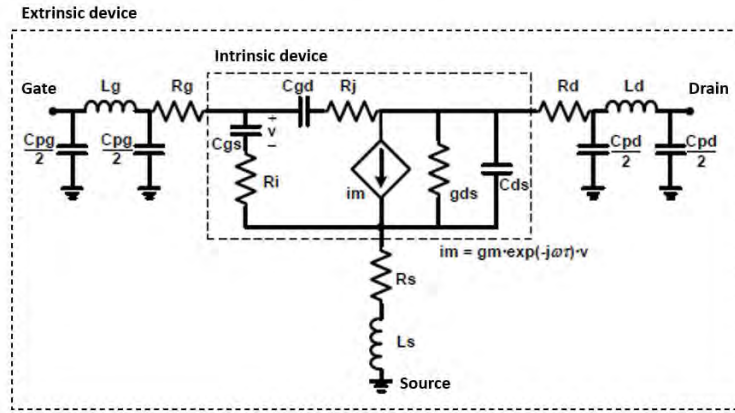 Extrinsic device
Intrinsic device
Gate
Lg
Rg
Cgd
Rj
Rd
Ld
Drain
Cpg
2
Cpg
2
Cgs
+
v
−
Ri
im
gds
Cds
Cpd
2
Cpd
2
im = gm·exp(-jωτ)·v
Rs
Ls
Source